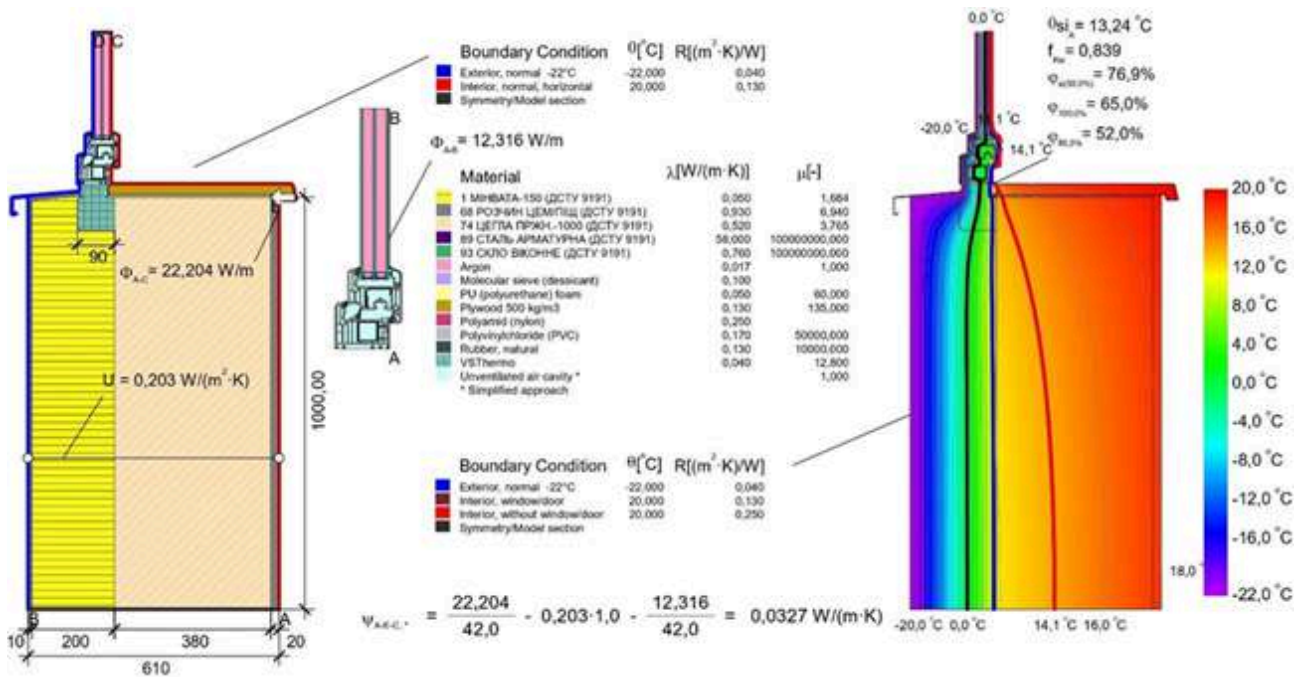 D C
Boundary Condition θ[°C] R[(m²·K)/W]
Exterior, normal -22°C -22,000 0,040
Interior, normal, horizontal 20,000 0,130
Symmetry/Model section
B
Φ_A-B = 12,316 W/m
A
Material λ[W/(m·K)] μ[-]
1 МІНВАТА-150 (ДСТУ 9191) 0,050 1,684
68 РОЗЧИН ЦЕМ/ПІЩ (ДСТУ 9191) 0,930 6,940
74 ЦЕГЛА ПРЖН.-1000 (ДСТУ 9191) 0,520 3,765
89 СТАЛЬ АРМАТУРНА (ДСТУ 9191) 58,000 100000000,000
93 СКЛО ВІКОННЕ (ДСТУ 9191) 0,760 100000000,000
Argon 0,017 1,000
Molecular sieve (dessicant) 0,100
PU (polyurethane) foam 0,050 60,000
Plywood 500 kg/m3 0,130 135,000
Polyamid (nylon) 0,250
Polyvinylchloride (PVC) 0,170 50000,000
Rubber, natural 0,130 10000,000
VSThermo 0,040 12,800
Unventilated air cavity * 1,000
* Simplified approach
90
Φ_A-C = 22,204 W/m
U = 0,203 W/(m²·K)
1000,00
B A
10 200 380 20
610
Boundary Condition θ[°C] R[(m²·K)/W]
Exterior, normal -22°C -22,000 0,040
Interior, window/door 20,000 0,130
Interior, without window/door 20,000 0,250
Symmetry/Model section
= 22,204 / 42,0 - 0,203·1,0 - 12,316 / 42,0 = 0,0327 W/(m·K)
0,0 °C
θsi_A = 13,24 °C
= 0,839
= 76,9%
= 65,0%
= 52,0%
-20,0 °C
14,1 °C
20,0 °C
16,0 °C
12,0 °C
8,0 °C
4,0 °C
0,0 °C
-4,0 °C
-8,0 °C
-12,0 °C
-16,0 °C
-22,0 °C
18,0
-20,0 °C 0,0 °C 14,1 °C 16,0 °C